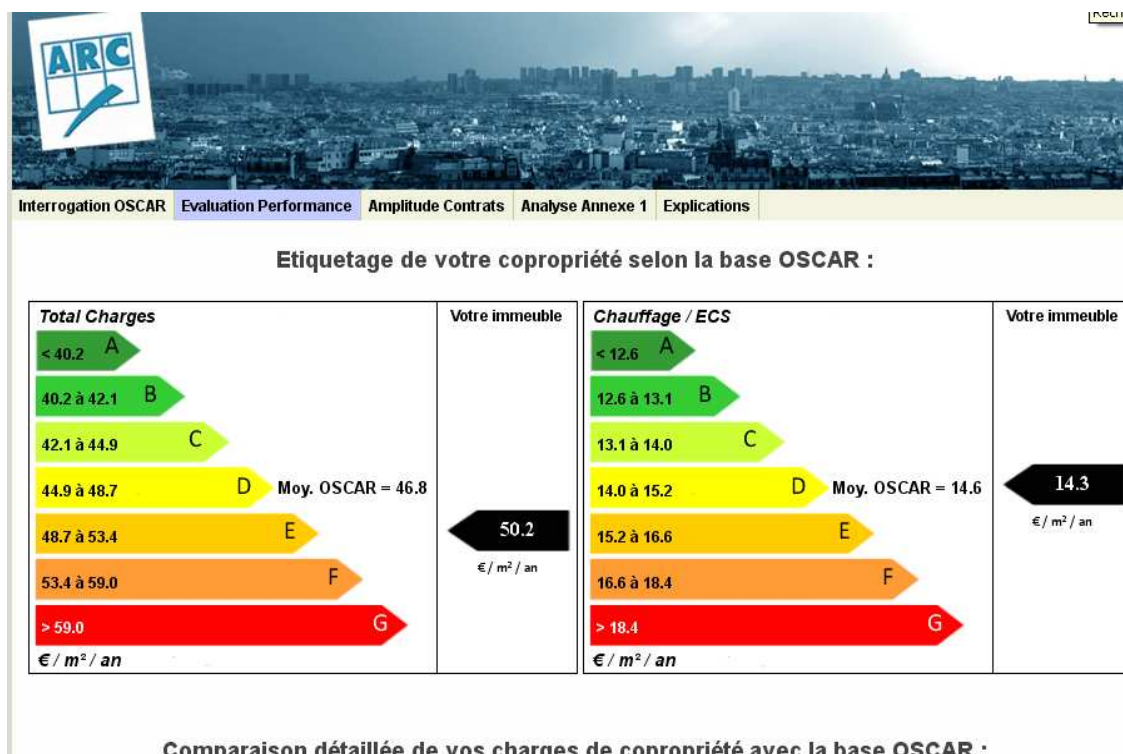 ARC
Interrogation OSCAR Evaluation Performance Amplitude Contrats Analyse Annexe 1 Explications
Etiquetage de votre copropriété selon la base OSCAR :
Total Charges Votre immeuble
< 40.2 A
40.2 à 42.1 B
42.1 à 44.9 C
44.9 à 48.7 D Moy. OSCAR = 46.8
48.7 à 53.4 E 50.2
€ / m² / an
53.4 à 59.0 F
> 59.0 G
€ / m² / an
Chauffage / ECS Votre immeuble
< 12.6 A
12.6 à 13.1 B
13.1 à 14.0 C
14.0 à 15.2 D Moy. OSCAR = 14.6 14.3
€ / m² / an
15.2 à 16.6 E
16.6 à 18.4 F
> 18.4 G
€ / m² / an
Comparaison détaillée de vos charges de copropriété avec la base OSCAR :